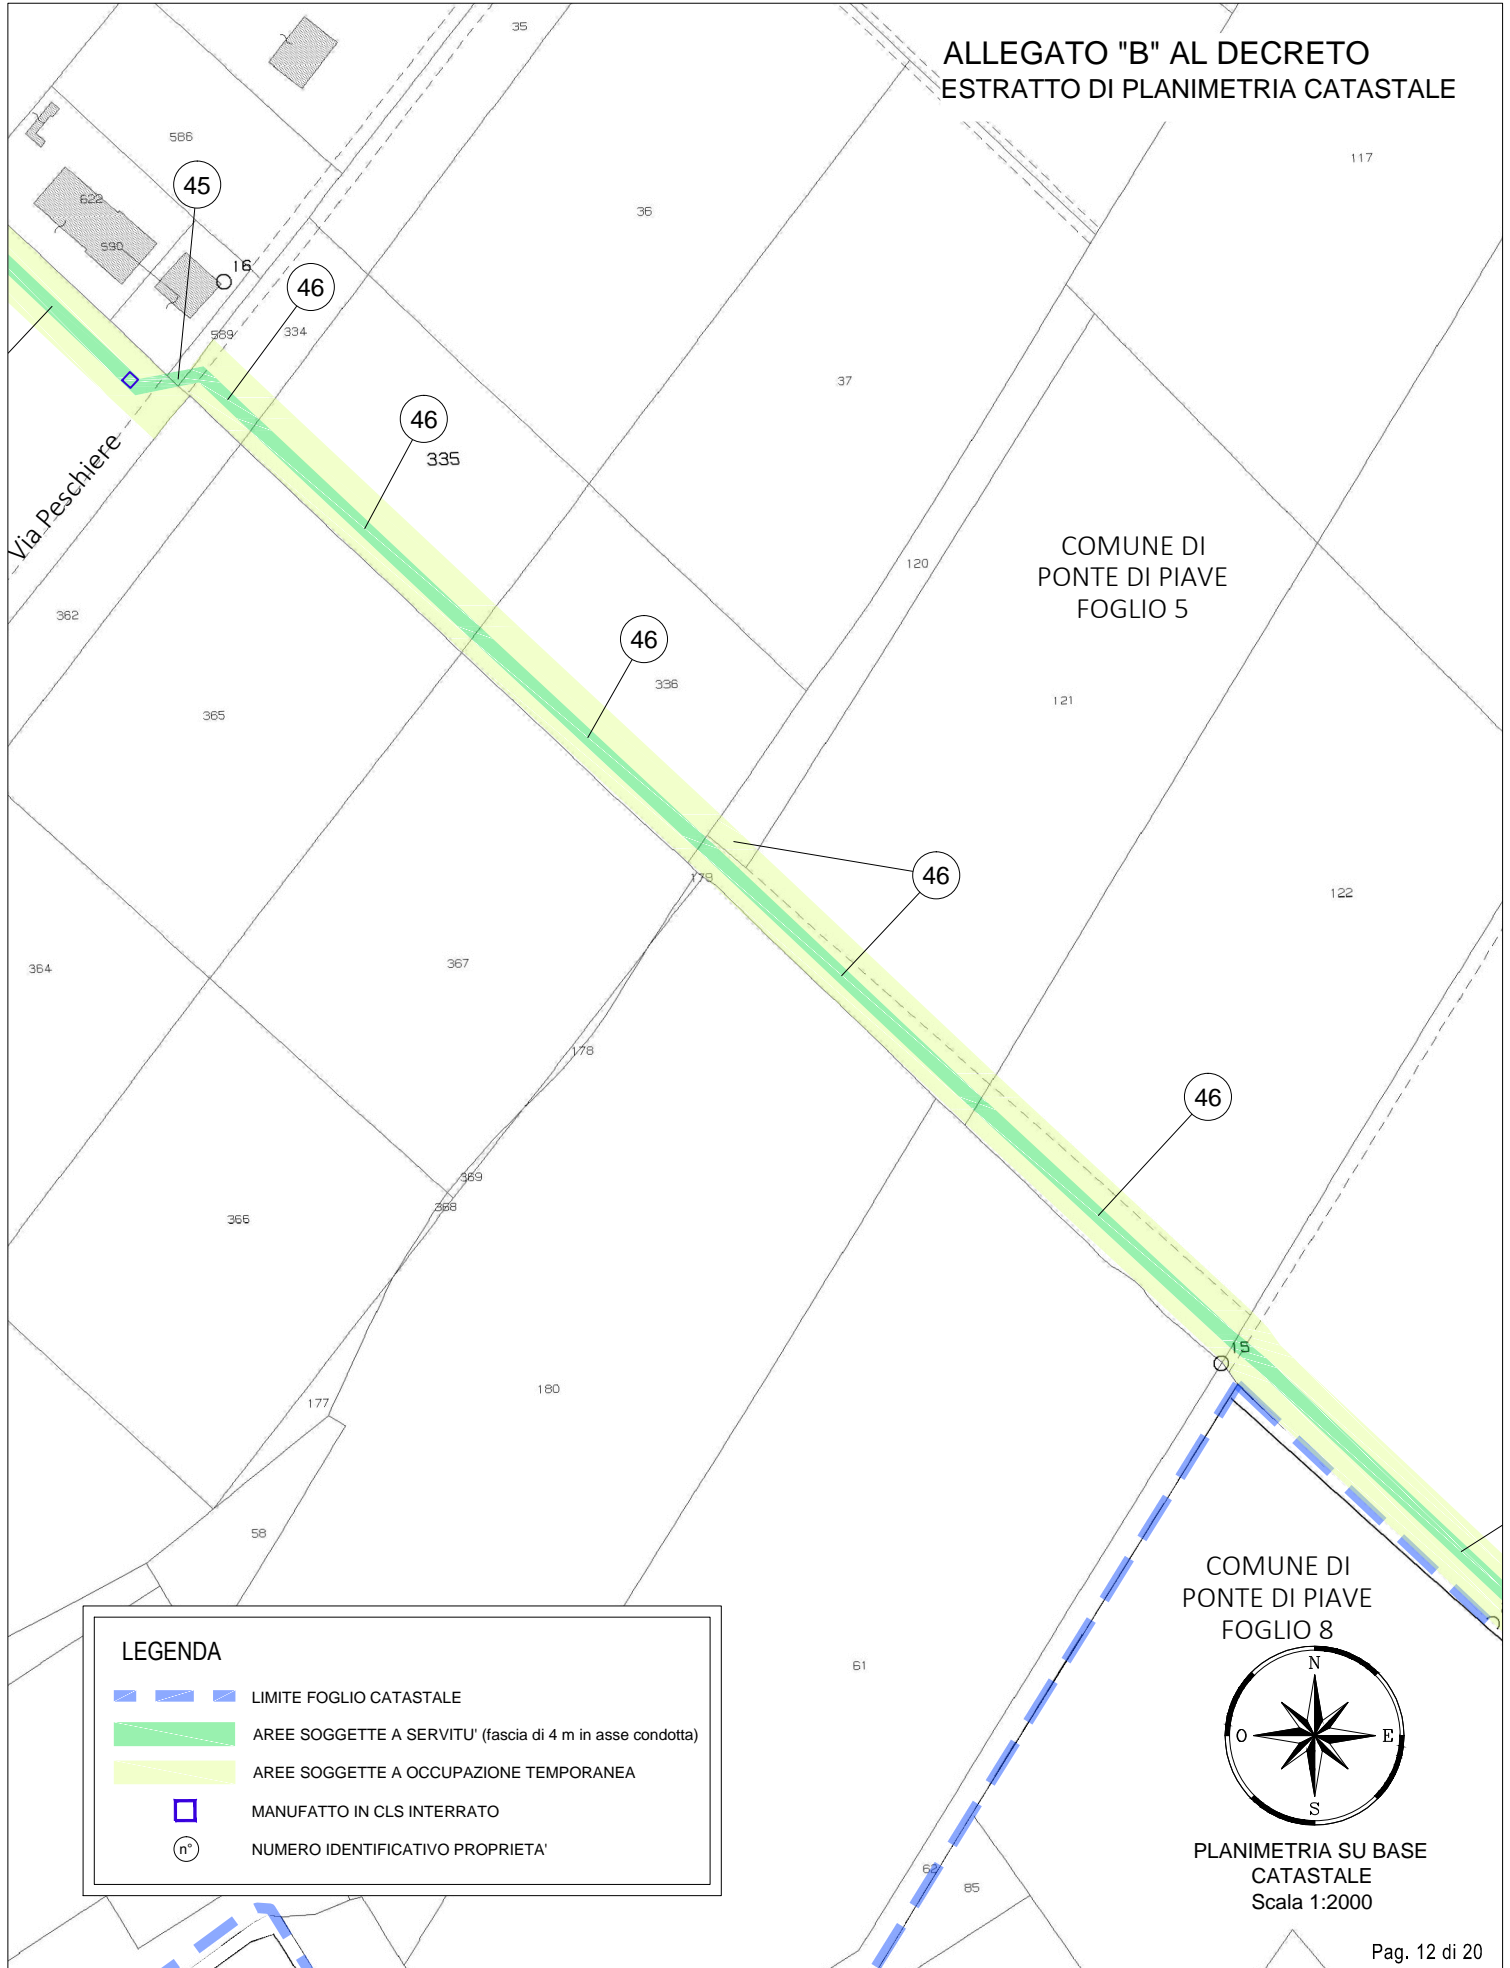 ALLEGATO "B" AL DECRETO
ESTRATTO DI PLANIMETRIA CATASTALE
35
586
117
45
622
36
590
16
46
589
334
37
46
335
Via Peschiere
COMUNE DI
PONTE DI PIAVE
FOGLIO 5
120
362
46
336
121
365
179
46
122
364
367
178
46
369
368
366
15
180
177
58
COMUNE DI
PONTE DI PIAVE
FOGLIO 8
61
N
O
E
S
LEGENDA
LIMITE FOGLIO CATASTALE
AREE SOGGETTE A SERVITU' (fascia di 4 m in asse condotta)
AREE SOGGETTE A OCCUPAZIONE TEMPORANEA
MANUFATTO IN CLS INTERRATO
n°
NUMERO IDENTIFICATIVO PROPRIETA'
62
85
PLANIMETRIA SU BASE
CATASTALE
Scala 1:2000
Pag. 12 di 20